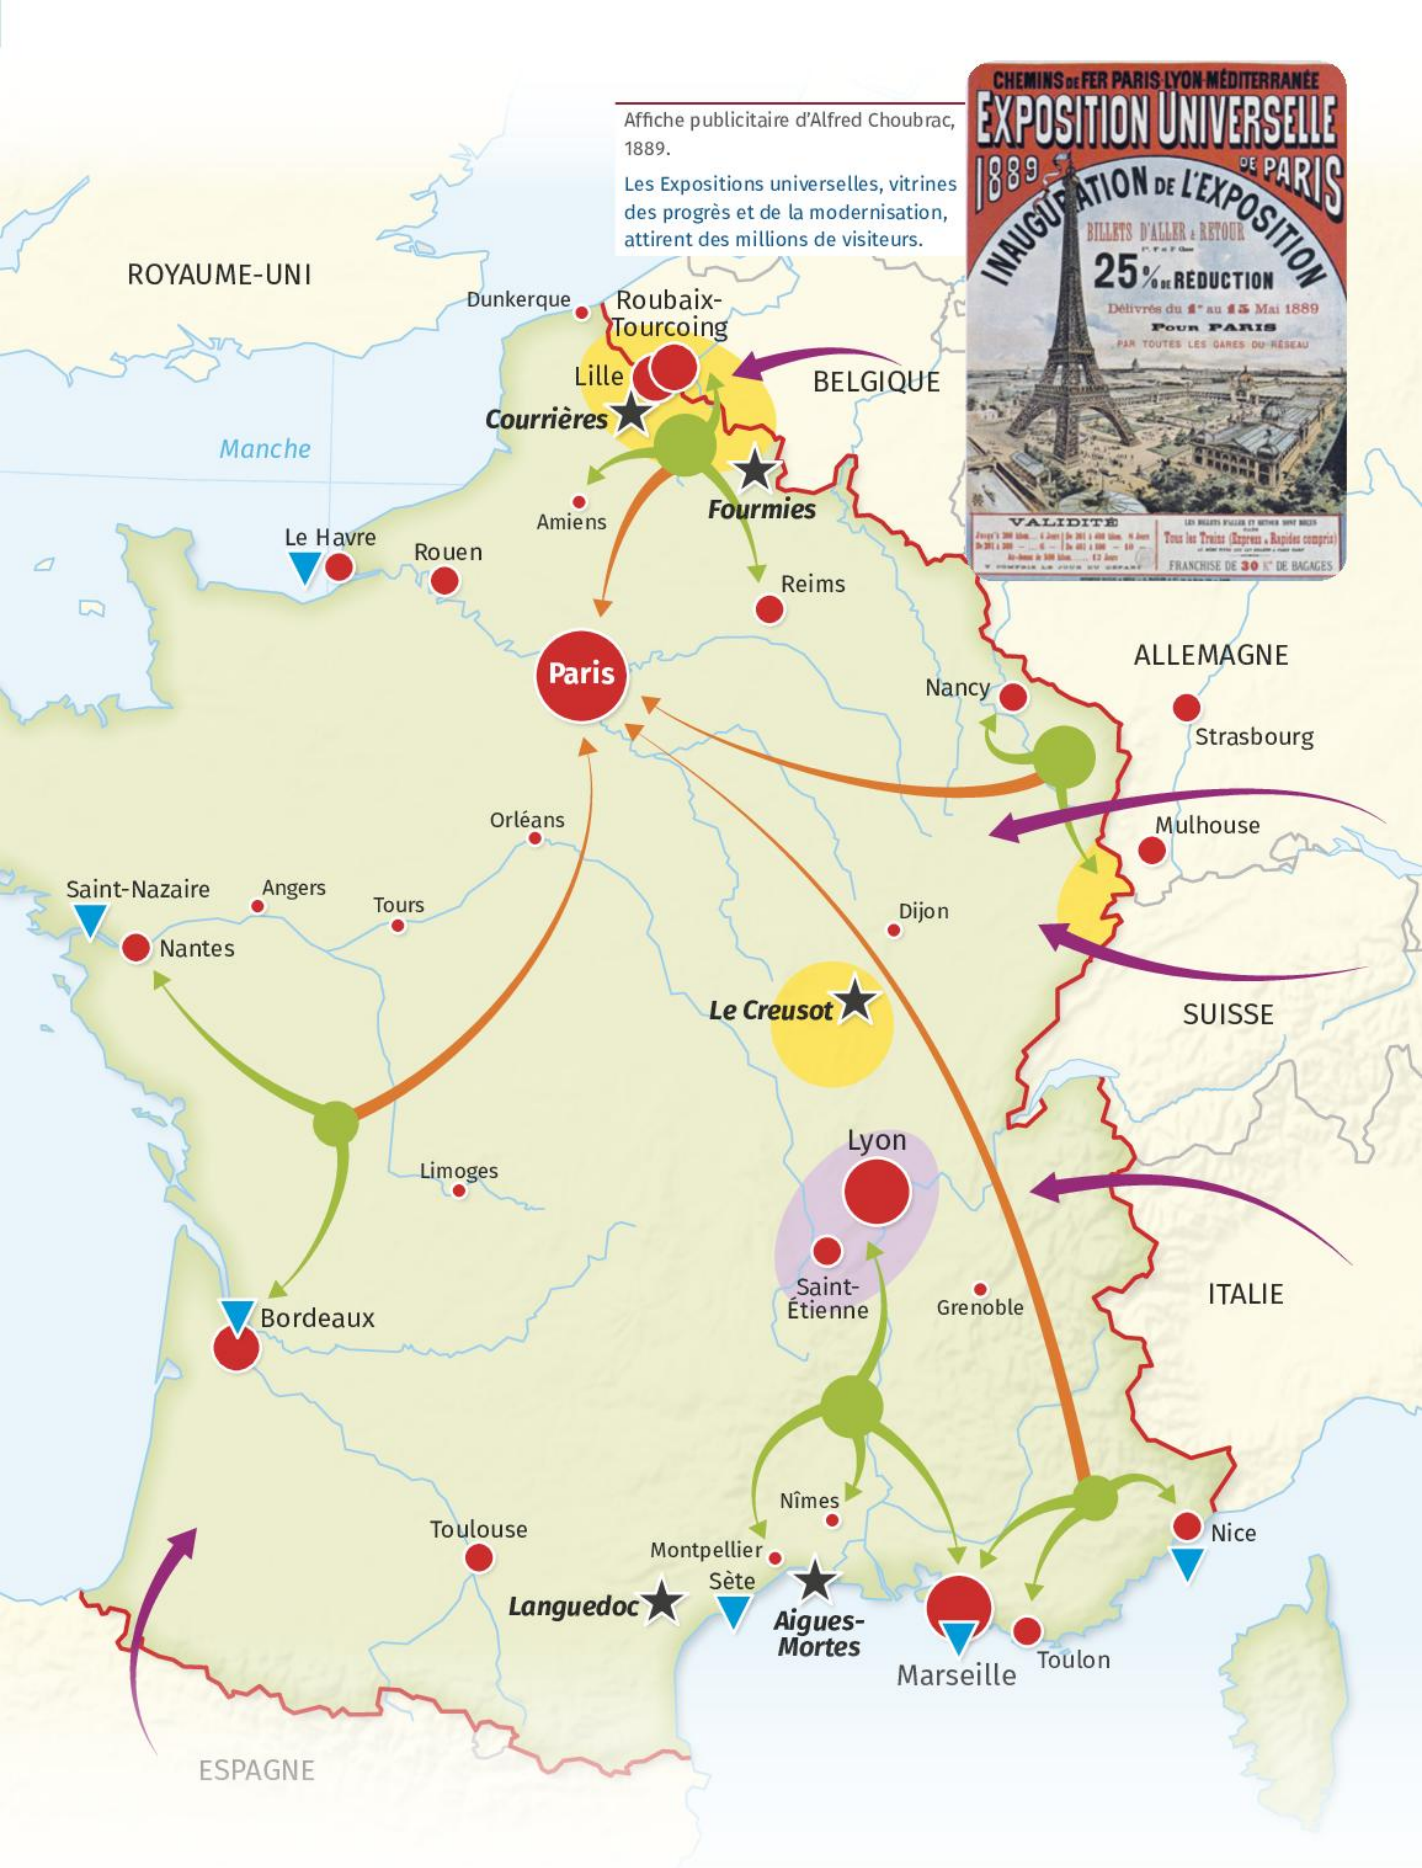 Affiche publicitaire d'Alfred Choubrac,
1889.
Les Expositions universelles, vitrines
des progrès et de la modernisation,
attirent des millions de visiteurs.
CHEMINS DE FER PARIS-LYON-MÉDITERRANÉE
EXPOSITION UNIVERSELLE
1889 DE PARIS
INAUGURATION DE L'EXPOSITION
BILLETS D'ALLER & RETOUR
25% DE RÉDUCTION
Délivrés du 1er au 15 Mai 1889
POUR PARIS
PAR TOUTES LES GARES DU RÉSEAU
VALIDITÉ
Tous les Trains (Express & Rapides compris)
FRANCHISE DE 30 K° DE BAGAGES
ROYAUME-UNI
Dunkerque
Roubaix-
Tourcoing
Lille
BELGIQUE
Courrières
Manche
Fournies
Amiens
Le Havre
Rouen
Reims
Paris
ALLEMAGNE
Nancy
Strasbourg
Orléans
Mulhouse
Saint-Nazaire
Angers
Tours
Dijon
Nantes
Le Creusot
SUISSE
Lyon
Limoges
Saint-
Étienne
Grenoble
ITALIE
Bordeaux
Nîmes
Toulouse
Nice
Montpellier
Sète
Languedoc
Aigues-
Mortes
Marseille
Toulon
ESPAGNE